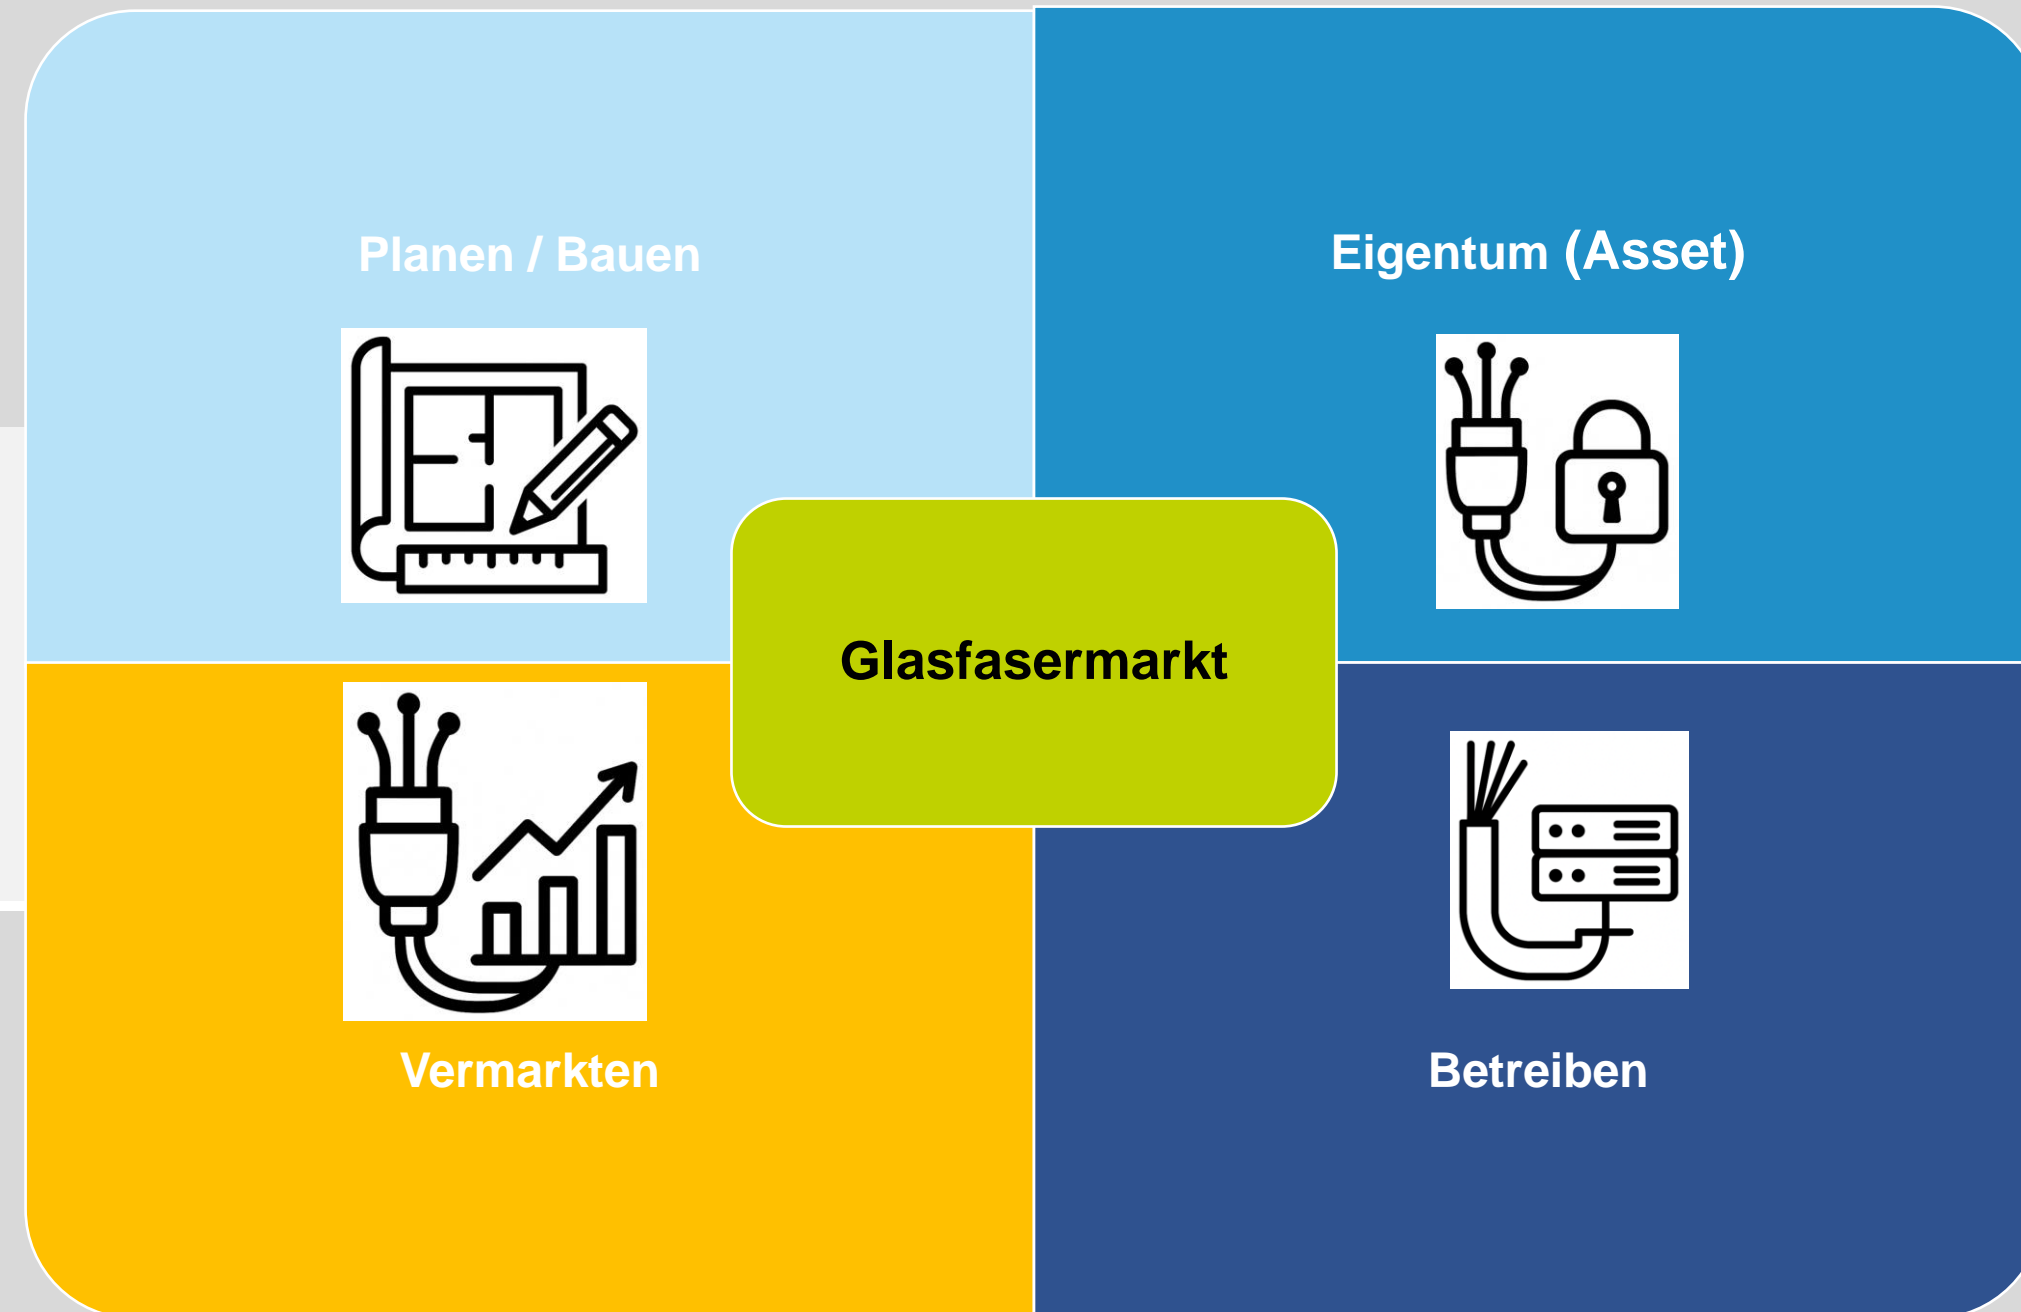 Planen / Bauen
Eigentum (Asset)
Glasfasermarkt
Vermarkten
Betreiben